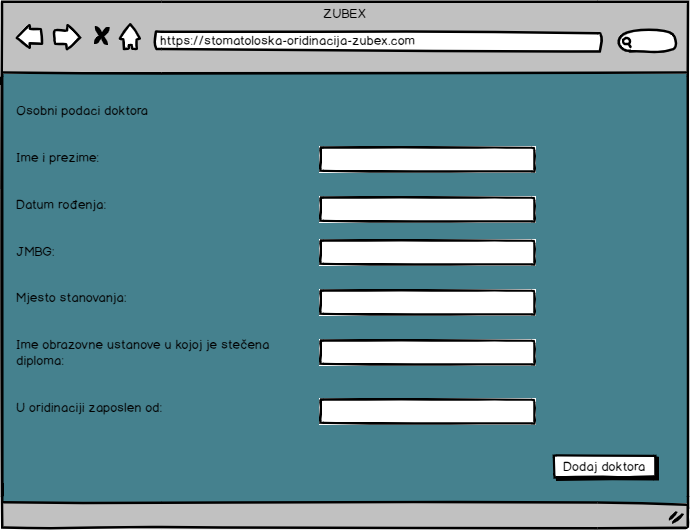 ZUBEX
https://stomatoloska-oridinacija-zubex.com
Osobni podaci doktora
Ime i prezime:
Datum rođenja:
JMBG:
Mjesto stanovanja:
Ime obrazovne ustanove u kojoj je stečena
diploma:
U oridinaciji zaposlen od:
Dodaj doktora